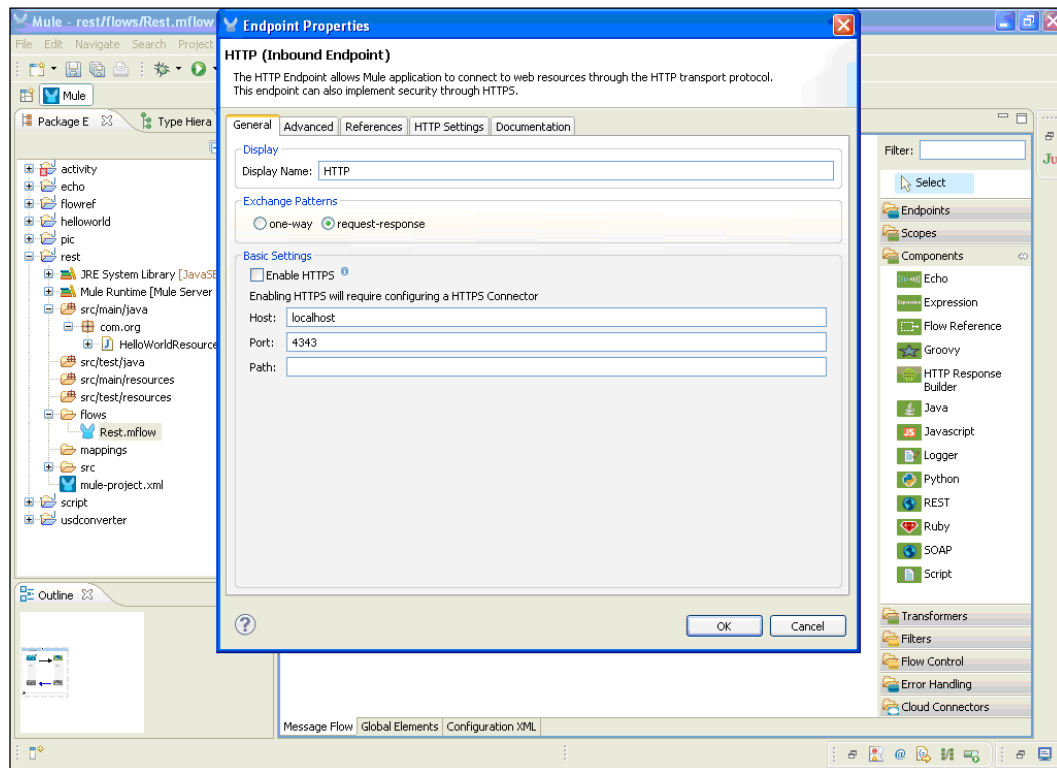 Mule - rest/flows/Rest.mflow
File Edit Navigate Search Project
Mule
Package E
Type Hiera
activity
echo
flowref
helloworld
pic
rest
JRE System Library [JavaSE
Mule Runtime [Mule Server
src/main/java
com.org
HelloWorldResource
src/test/java
src/main/resources
src/test/resources
flows
Rest.mflow
mappings
src
mule-project.xml
script
usdconverter
Outline
Endpoint Properties
HTTP (Inbound Endpoint)
The HTTP Endpoint allows Mule application to connect to web resources through the HTTP transport protocol.
This endpoint can also implement security through HTTPS.
General Advanced References HTTP Settings Documentation
Display
Display Name: HTTP
Exchange Patterns
one-way request-response
Basic Settings
Enable HTTPS
Enabling HTTPS will require configuring a HTTPS Connector
Host: localhost
Port: 4343
Path:
OK Cancel
Message Flow Global Elements Configuration XML
Filter:
Select
Endpoints
Scopes
Components
Echo
Expression
Flow Reference
Groovy
HTTP Response
Builder
Java
JS Javascript
Logger
Python
REST
Ruby
SOAP
Script
Transformers
Filters
Flow Control
Error Handling
Cloud Connectors
Ju